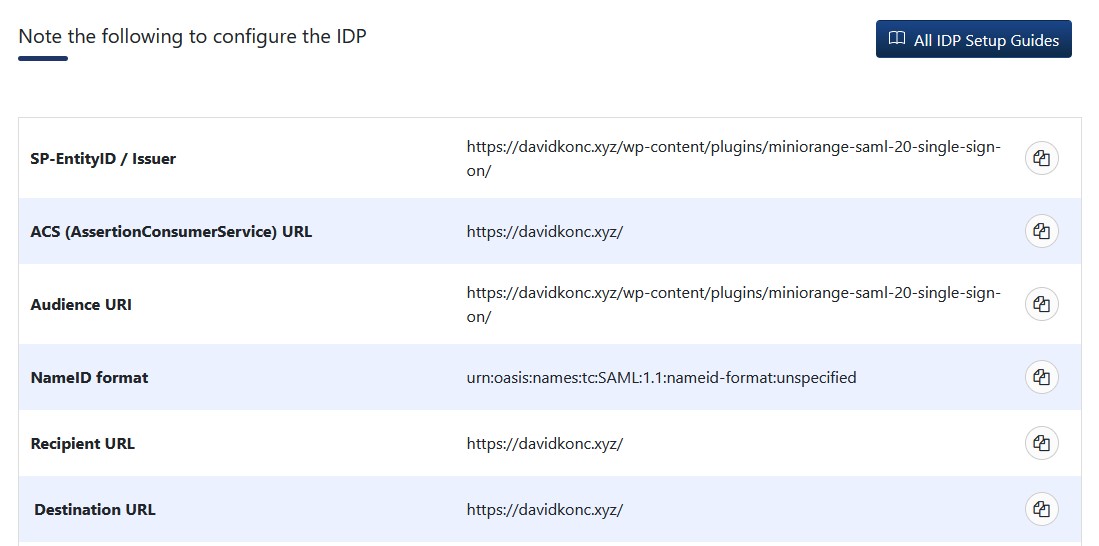 Note the following to configure the IDP
All IDP Setup Guides
SP-EntityID / Issuer
https://davidkonc.xyz/wp-content/plugins/miniorange-saml-20-single-sign-
on/
ACS (AssertionConsumerService) URL
https://davidkonc.xyz/
Audience URI
https://davidkonc.xyz/wp-content/plugins/miniorange-saml-20-single-sign-
on/
NameID format
urn:oasis:names:tc:SAML:1.1:nameid-format:unspecified
Recipient URL
https://davidkonc.xyz/
Destination URL
https://davidkonc.xyz/